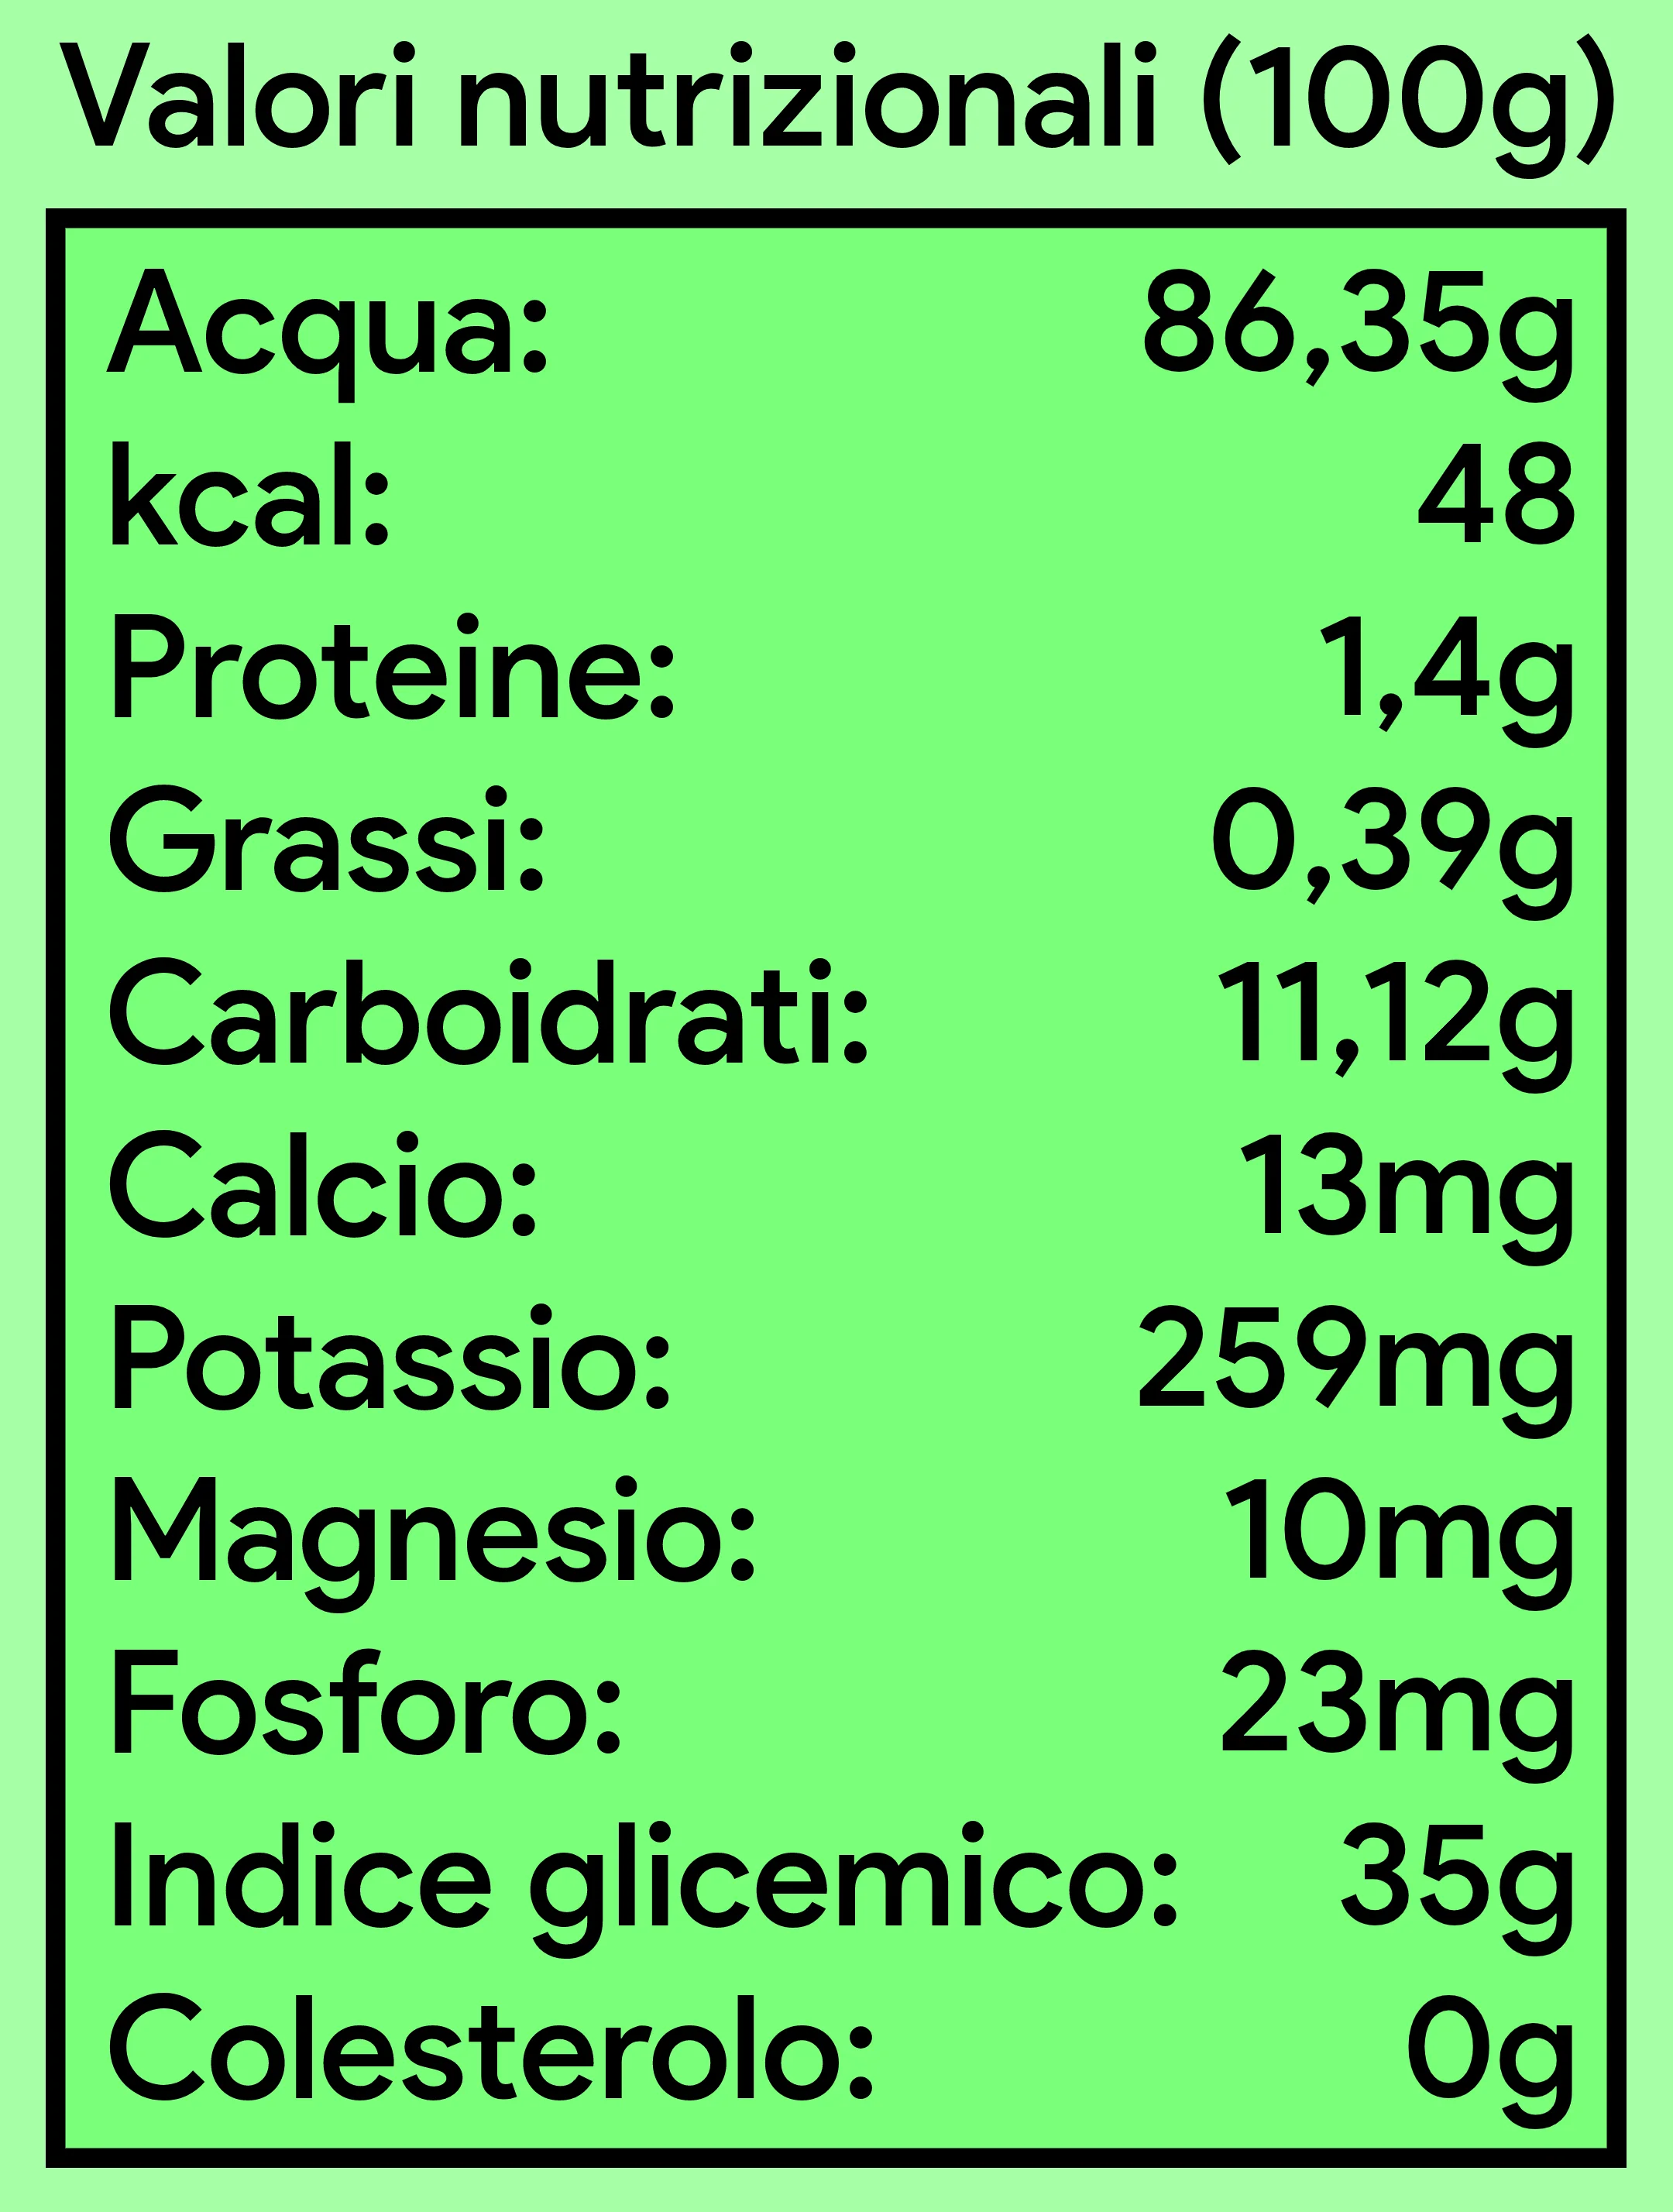 Valori nutrizionali (100g)
Acqua: 86,35g
kcal: 48
Proteine: 1,4g
Grassi: 0,39g
Carboidrati: 11,12g
Calcio: 13mg
Potassio: 259mg
Magnesio: 10mg
Fosforo: 23mg
Indice glicemico: 35g
Colesterolo: 0g